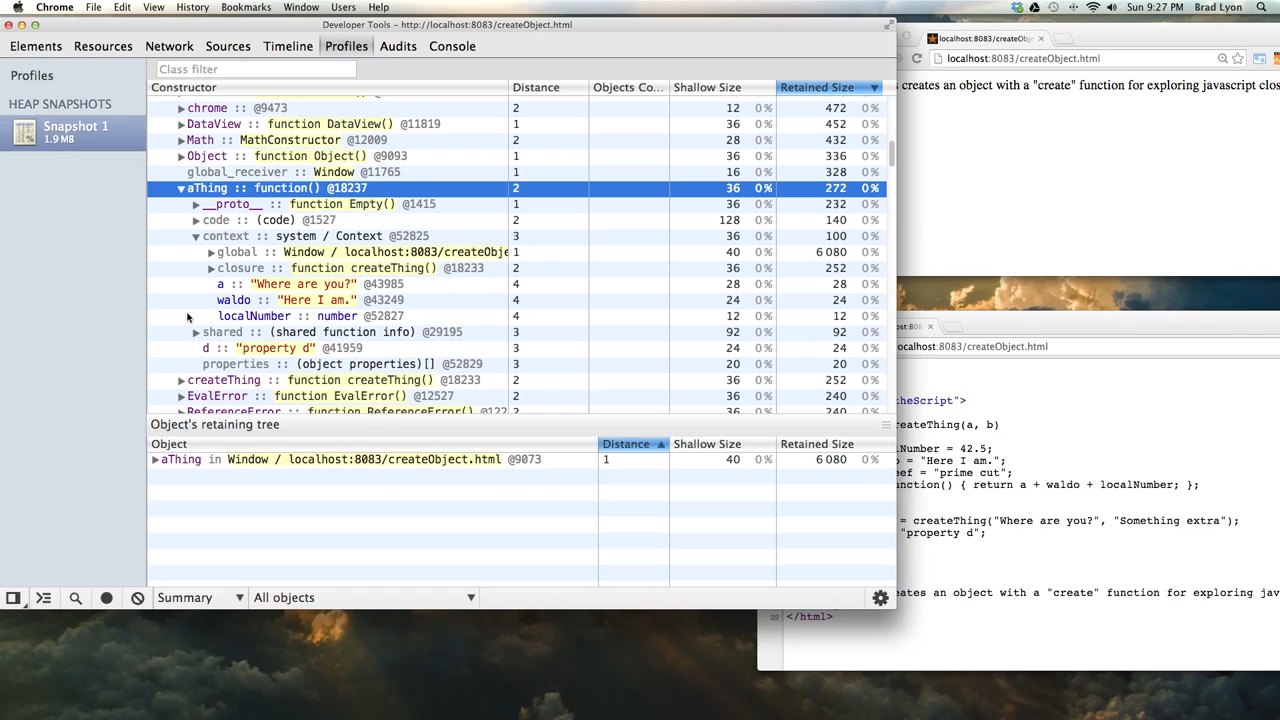 Chrome File Edit View History Bookmarks Window Users Help Sun 9:27 PM Brad Lyon
Developer Tools - http://localhost:8083/createObject.html
Elements Resources Network Sources Timeline Profiles Audits Console
Profiles
HEAP SNAPSHOTS
Snapshot 1
1.9 MB
Class filter
Constructor Distance Objects Co... Shallow Size Retained Size
chrome :: @9473 2 12 0% 472 0%
DataView :: function DataView() @11819 1 36 0% 452 0%
Math :: MathConstructor @12009 2 28 0% 432 0%
Object :: function Object() @9093 1 36 0% 336 0%
global_receiver :: Window @11765 1 16 0% 328 0%
aThing :: function() @18237 2 36 0% 272 0%
__proto__ :: function Empty() @1415 1 36 0% 232 0%
code :: (code) @1527 2 128 0% 140 0%
context :: system / Context @52825 3 36 0% 100 0%
global :: Window / localhost:8083/createObje 1 40 0% 6 080 0%
closure :: function createThing() @18233 2 36 0% 252 0%
a :: "Where are you?" @43985 4 28 0% 28 0%
waldo :: "Here I am." @43249 4 24 0% 24 0%
localNumber :: number @52827 4 12 0% 12 0%
shared :: (shared function info) @29195 3 92 0% 92 0%
d :: "property d" @41959 3 24 0% 24 0%
properties :: (object properties)[] @52829 3 20 0% 20 0%
createThing :: function createThing() @18233 2 36 0% 252 0%
EvalError :: function EvalError() @12527 2 36 0% 240 0%
ReferenceError :: function ReferenceError() 2 36 0% 240 0%
Object's retaining tree
Object Distance Shallow Size Retained Size
aThing in Window / localhost:8083/createObject.html @9073 1 40 0% 6 080 0%
Summary All objects
localhost:8083/createObj
localhost:8083/createObject.html
creates an object with a "create" function for exploring javascript clos
ost:808
localhost:8083/createObject.html
theScript">
reateThing(a, b)
Number = 42.5;
o = "Here I am.";
eef = "prime cut";
unction() { return a + waldo + localNumber; };
= createThing("Where are you?", "Something extra");
"property d";
eates an object with a "create" function for exploring jav
22 </html>